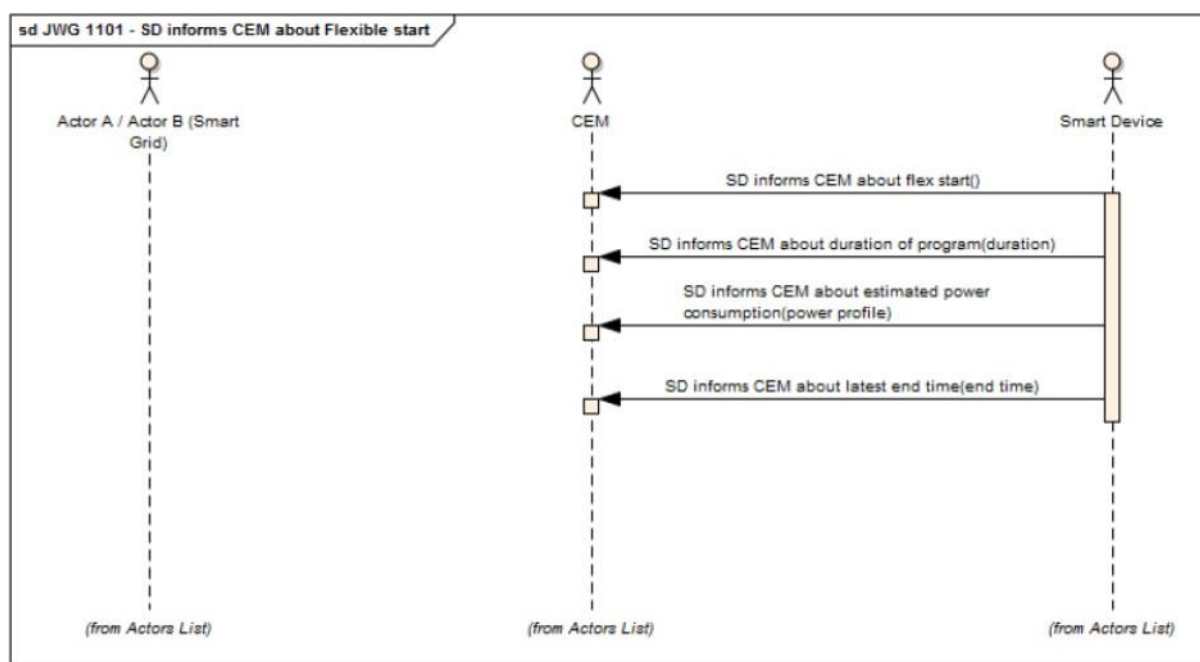 sd JWG 1101 - SD informs CEM about Flexible start
Actor A / Actor B (Smart
Grid)
CEM
Smart Device
SD informs CEM about flex start()
SD informs CEM about duration of program(duration)
SD informs CEM about estimated power
consumption(power profile)
SD informs CEM about latest end time(end time)
(from Actors List)
(from Actors List)
(from Actors List)